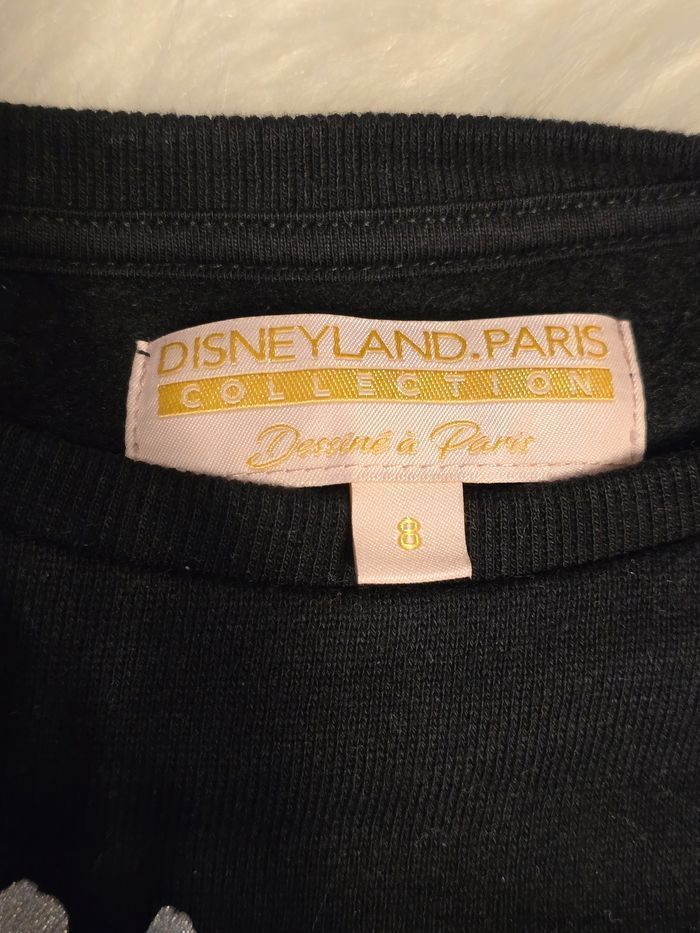 DISNEYLAND.PARIS
COLLECTION
Dessiné à Paris
8